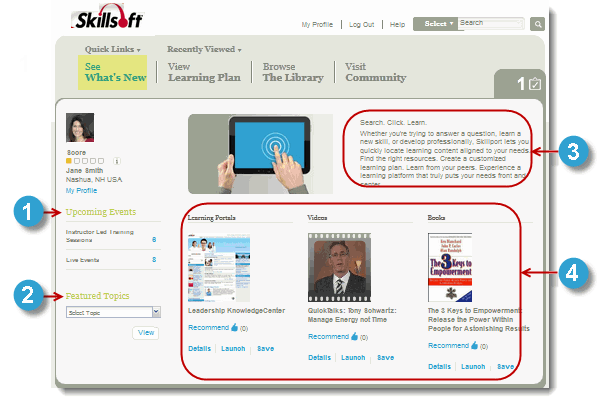 Skillsoft
My Profile | Log Out | Help
Select
Search
Quick Links
Recently Viewed
See
What's New
View
Learning Plan
Browse
The Library
Visit
Community
1
Score
Jane Smith
Nashua, NH USA
My Profile
Search. Click. Learn.
Whether you're trying to answer a question, learn a
new skill, or develop professionally, Skillport lets you
quickly locate learning content aligned to your needs.
Find the right resources. Create a customized
learning plan. Learn from your peers. Experience a
learning platform that truly puts your needs front and
center.
3
1
Upcoming Events
Instructor Led Training
Sessions 6
Live Events 8
2
Featured Topics
Select Topic
View
Learning Portals
Leadership KnowledgeCenter
Recommend (0)
Details | Launch | Save
Videos
QuickTalks: Tony Schwartz:
Manage Energy not Time
Recommend (0)
Details | Launch | Save
Books
The 3 Keys to
Empowerment
The 3 Keys to Empowerment:
Release the Power Within
People for Astonishing Results
Recommend (0)
Details | Launch | Save
4